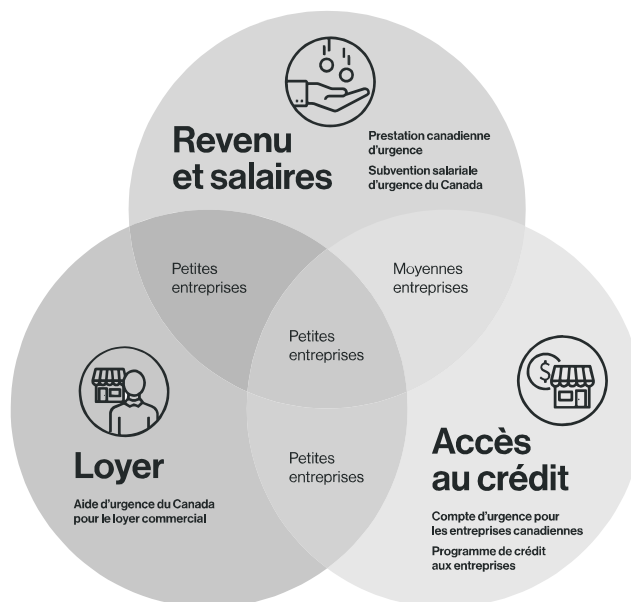 Revenu
et salaires
Prestation canadienne
d'urgence
Subvention salariale
d'urgence du Canada
Petites
entreprises
Moyennes
entreprises
Petites
entreprises
$
Loyer
Aide d'urgence du Canada
pour le loyer commercial
Petites
entreprises
Accès
au crédit
Compte d'urgence pour
les entreprises canadiennes
Programme de crédit
aux entreprises